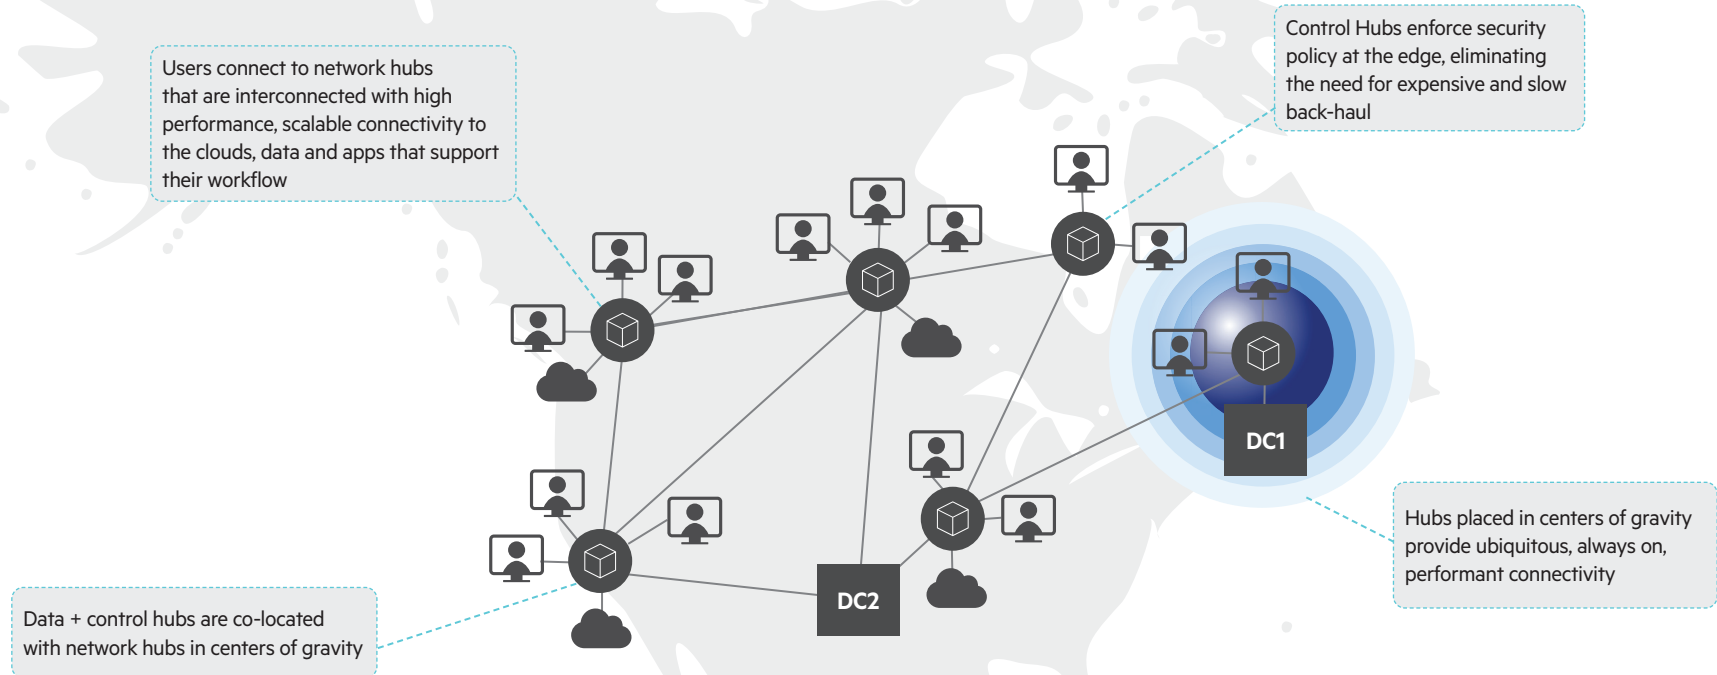 Users connect to network hubs
that are interconnected with high
performance, scalable connectivity to
the clouds, data and apps that support
their workflow
Control Hubs enforce security
policy at the edge, eliminating
the need for expensive and slow
back-haul
DC1
Hubs placed in centers of gravity
provide ubiquitous, always on,
performant connectivity
DC2
Data + control hubs are co-located
with network hubs in centers of gravity